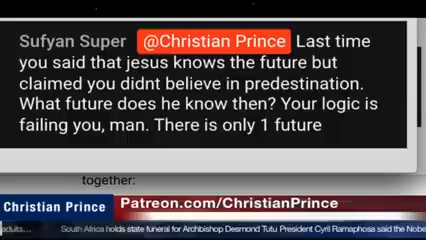 Sufyan Super @Christian Prince Last time
you said that jesus knows the future but
claimed you didnt believe in predestination.
What future does he know then? Your logic is
failing you, man. There is only 1 future
together:
Christian Prince Patreon.com/ChristianPrince
South Africa holds state funeral for Archbishop Desmond Tutu President Cyril Ramaphosa said the Nobe